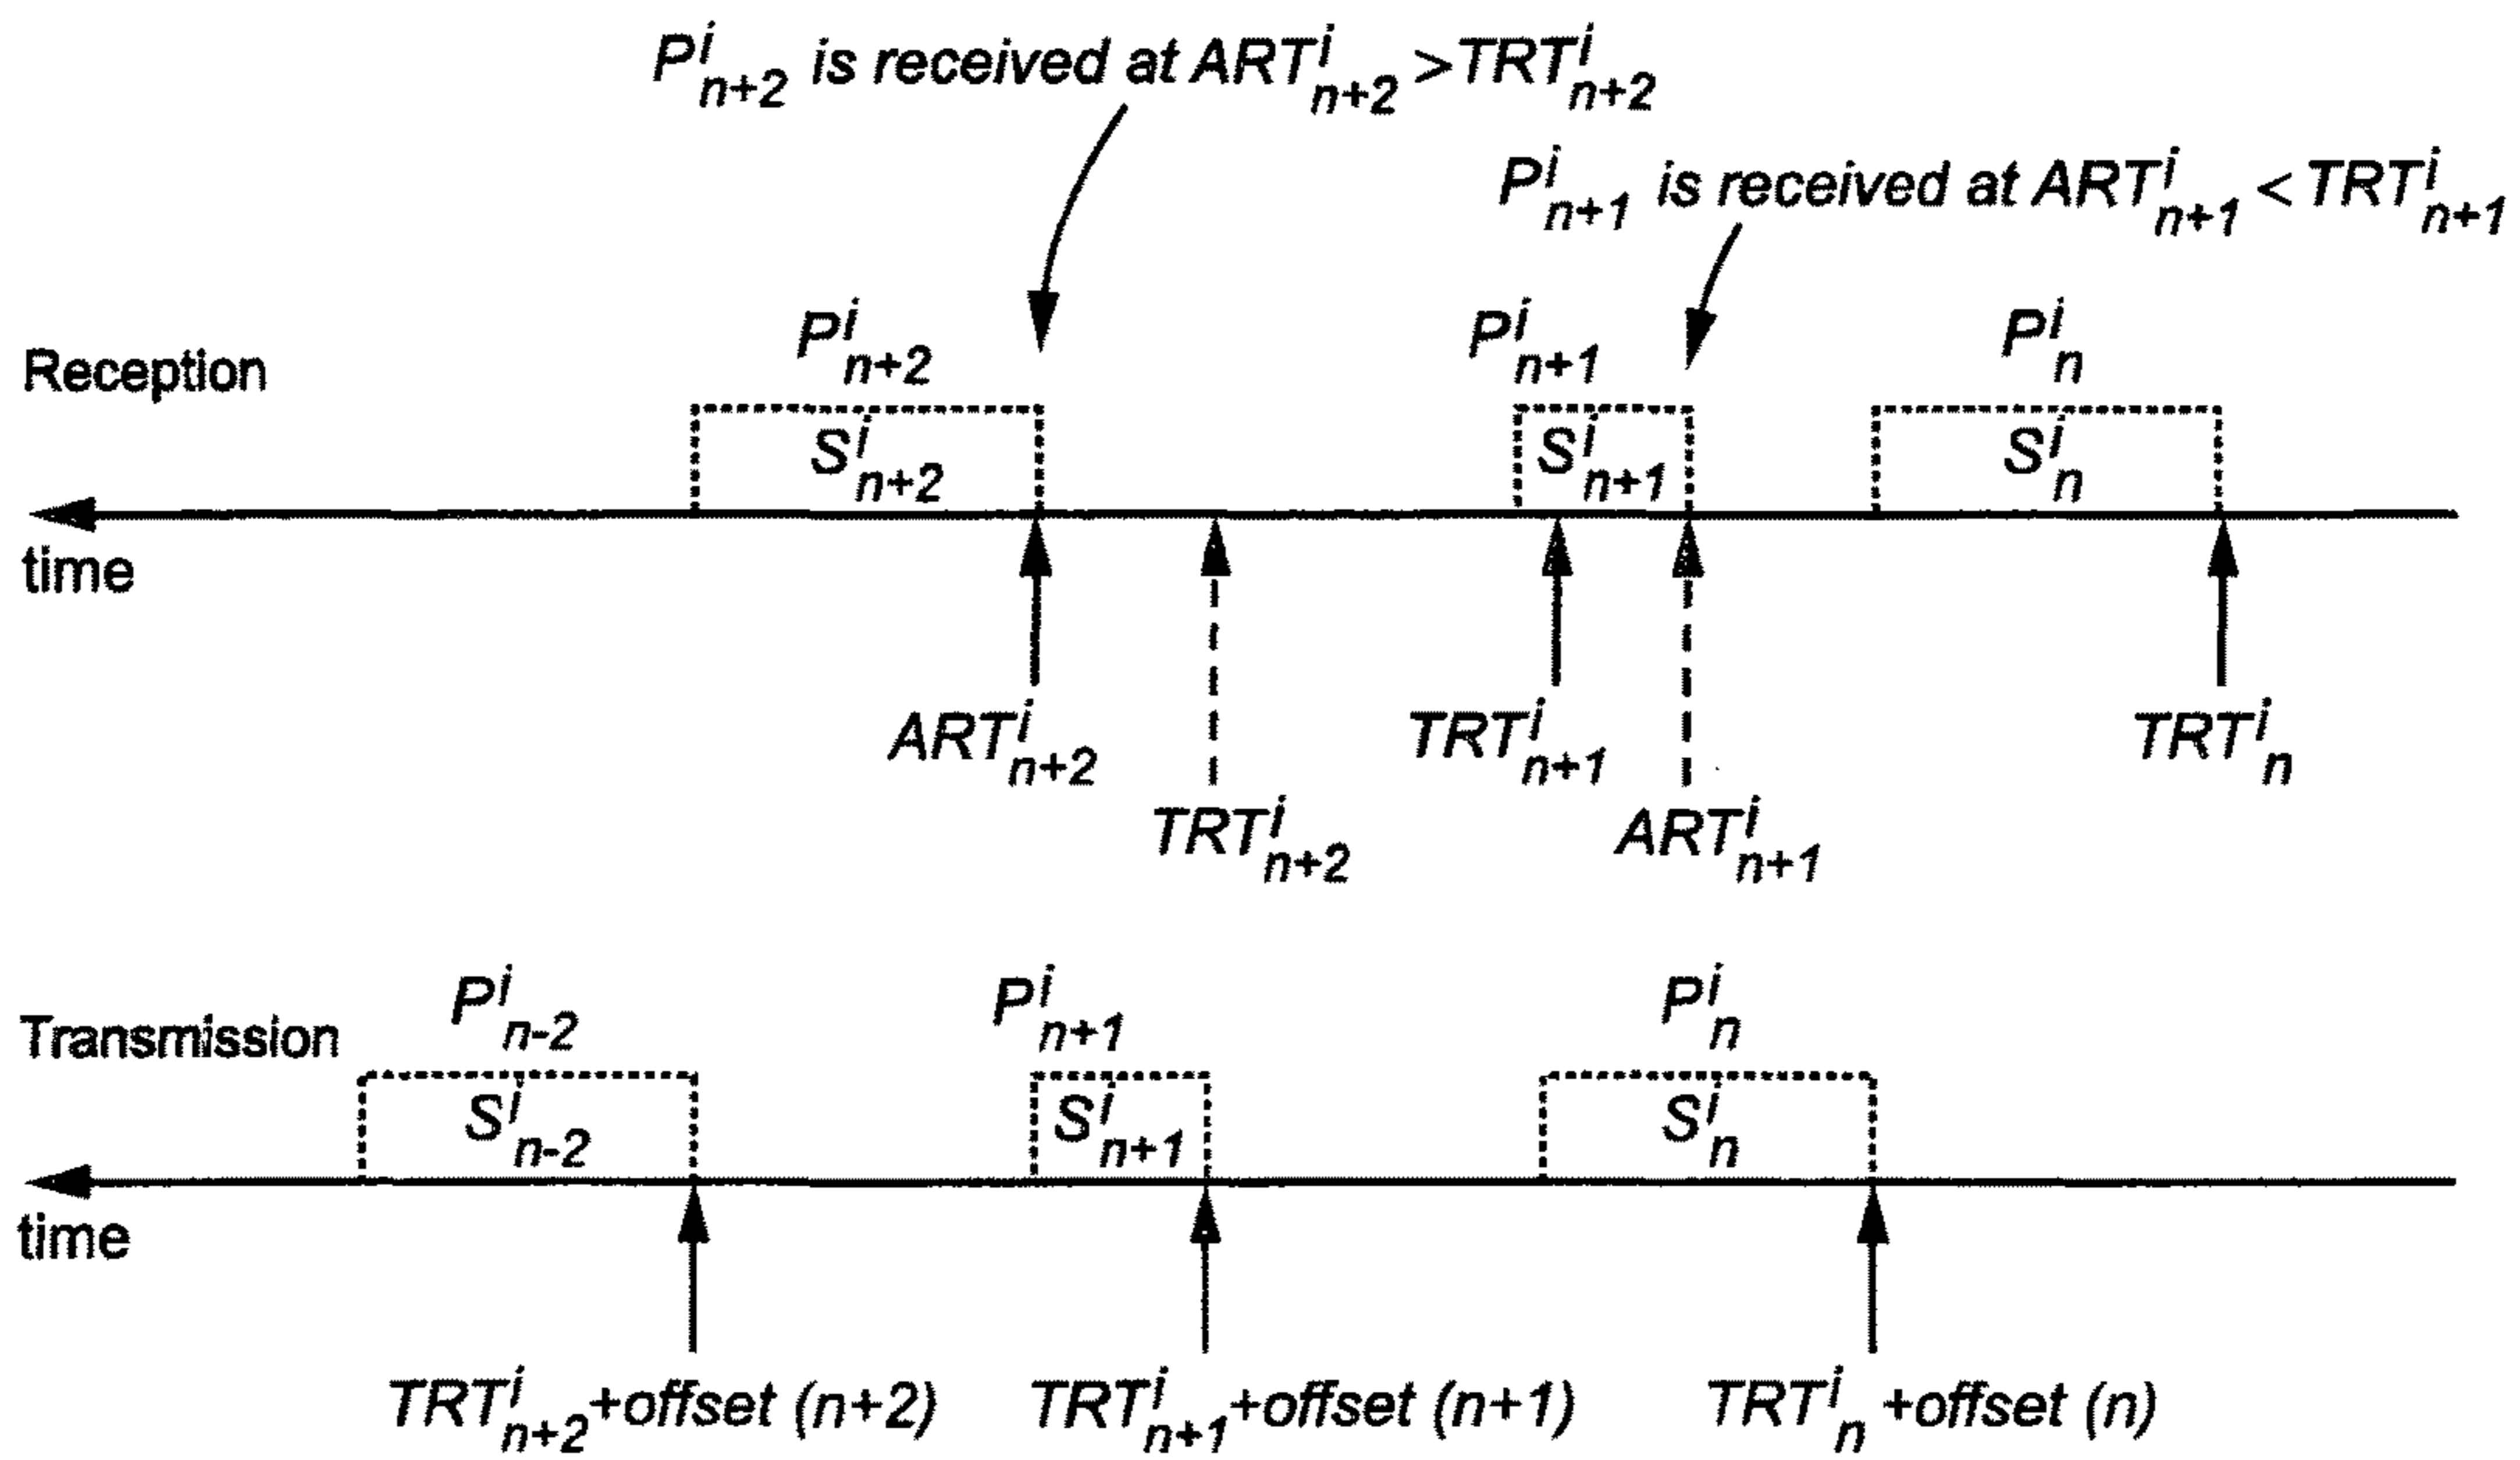 P^i_{n+2} is received at ART^i_{n+2} > TRT^i_{n+2}
P^i_{n+1} is received at ART^i_{n+1} < TRT^i_{n+1}
Reception
P^i_{n+2}
P^i_{n+1}
P^i_n
S^i_{n+2}
S^i_{n+1}
S^i_n
time
ART^i_{n+2}
TRT^i_{n+1}
TRT^i_n
TRT^i_{n+2}
ART^i_{n+1}
Transmission
P^i_{n-2}
P^i_{n+1}
P^i_n
S^i_{n-2}
S^i_{n+1}
S^i_n
time
TRT^i_{n+2}+offset (n+2)
TRT^i_{n+1}+offset (n+1)
TRT^i_n+offset (n)